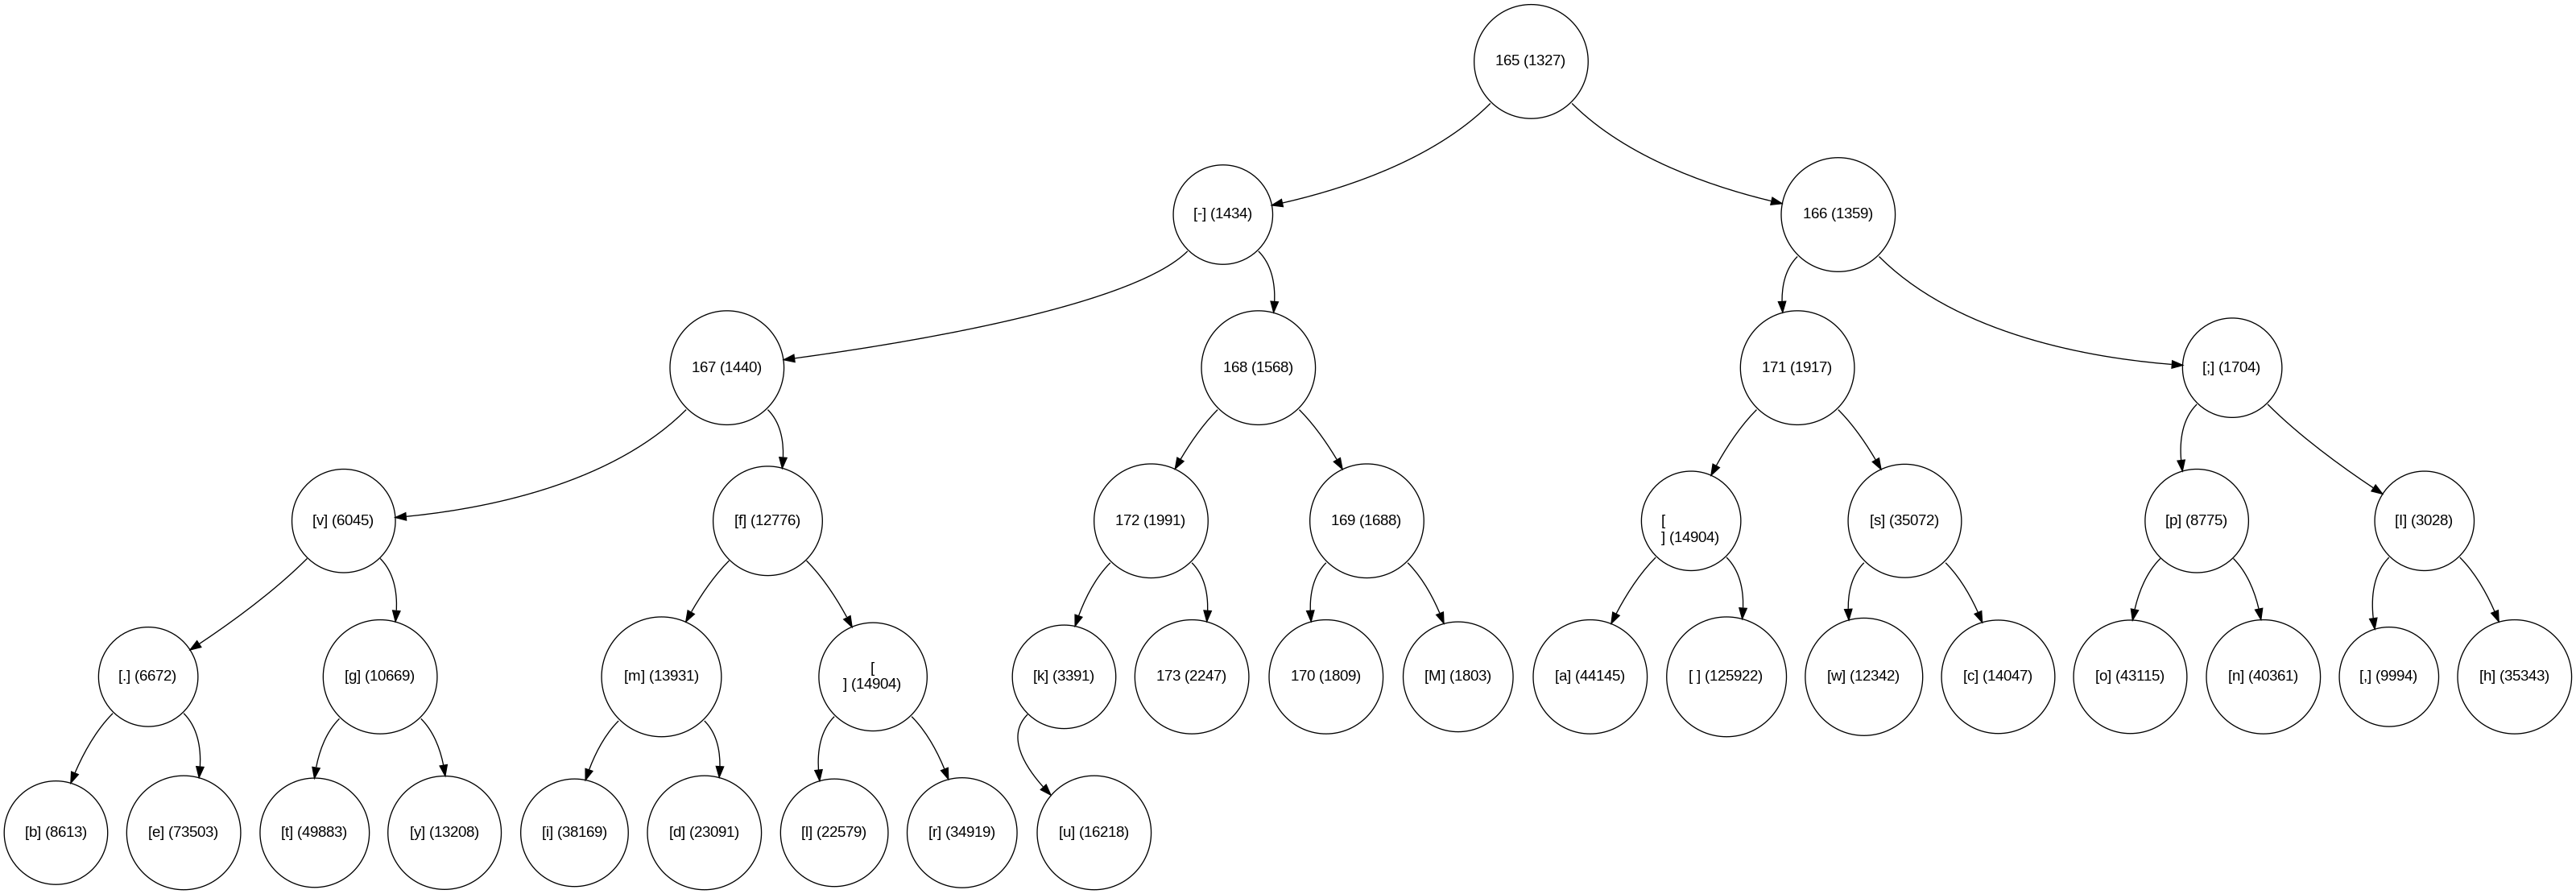 165 (1327)
[-] (1434)
166 (1359)
167 (1440)
168 (1568)
171 (1917)
[;] (1704)
[v] (6045)
[f] (12776)
172 (1991)
169 (1688)
[
] (14904)
[s] (35072)
[p] (8775)
[I] (3028)
[.] (6672)
[g] (10669)
[m] (13931)
[
] (14904)
[k] (3391)
173 (2247)
170 (1809)
[M] (1803)
[a] (44145)
[ ] (125922)
[w] (12342)
[c] (14047)
[o] (43115)
[n] (40361)
[,] (9994)
[h] (35343)
[b] (8613)
[e] (73503)
[t] (49883)
[y] (13208)
[i] (38169)
[d] (23091)
[l] (22579)
[r] (34919)
[u] (16218)